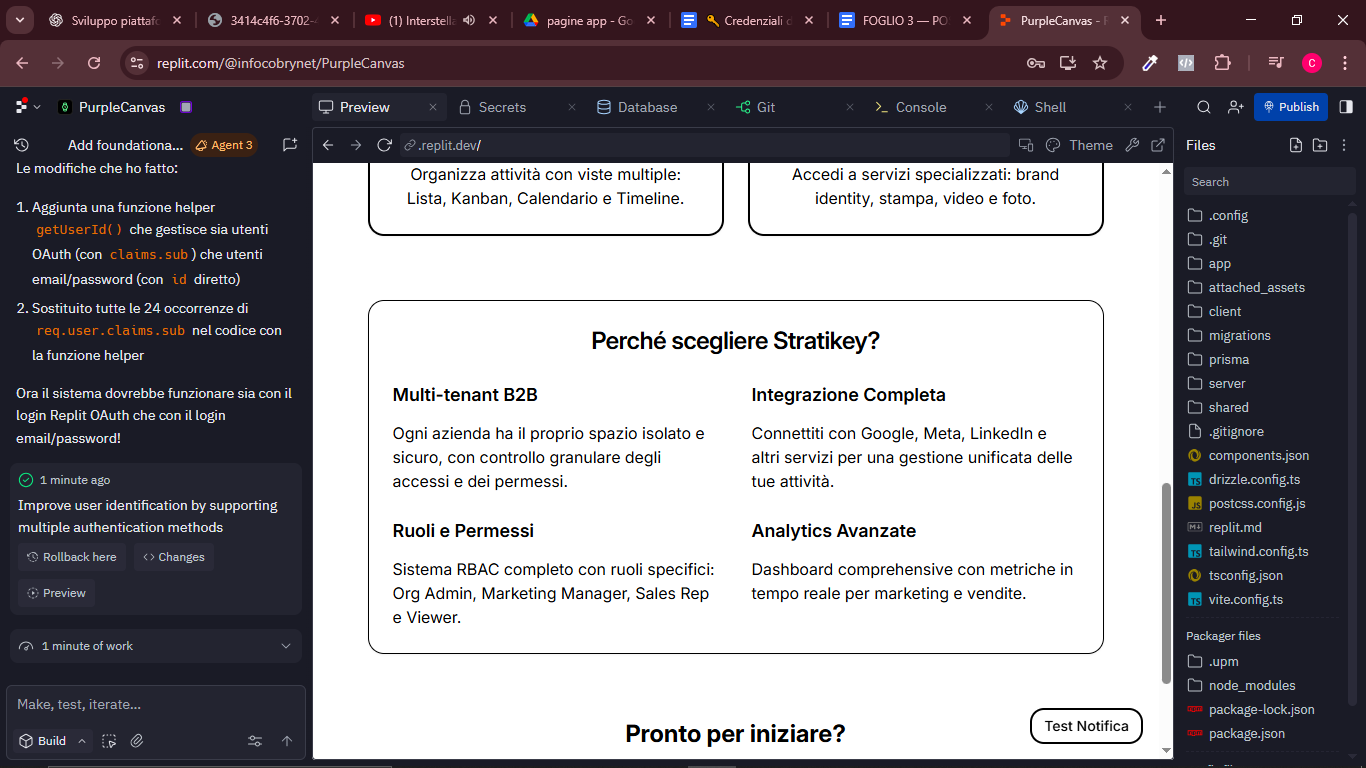 Sviluppo piattaf
3414c4f6-3702-
(1) Interstella
pagine app - Go
Credenziali d
FOGLIO 3 — PO
PurpleCanvas -
replit.com/@infocobrynet/PurpleCanvas
C
PurpleCanvas
Preview
Secrets
Database
Git
Console
Shell
Publish
Add foundationa...
Agent 3
.replit.dev/
Theme
Files
Le modifiche che ho fatto:
1. Aggiunta una funzione helper
getUserId() che gestisce sia utenti
OAuth (con claims.sub) che utenti
email/password (con id diretto)
2. Sostituito tutte le 24 occorrenze di
req.user.claims.sub nel codice con
la funzione helper
Ora il sistema dovrebbe funzionare sia con il
login Replit OAuth che con il login
email/password!
1 minute ago
Improve user identification by supporting
multiple authentication methods
Rollback here
Changes
Preview
1 minute of work
Make, test, iterate...
Build
Organizza attività con viste multiple:
Lista, Kanban, Calendario e Timeline.
Accedi a servizi specializzati: brand
identity, stampa, video e foto.
Perché scegliere Stratikey?
Multi-tenant B2B
Ogni azienda ha il proprio spazio isolato e
sicuro, con controllo granulare degli
accessi e dei permessi.
Integrazione Completa
Connettiti con Google, Meta, LinkedIn e
altri servizi per una gestione unificata delle
tue attività.
Ruoli e Permessi
Sistema RBAC completo con ruoli specifici:
Org Admin, Marketing Manager, Sales Rep
e Viewer.
Analytics Avanzate
Dashboard comprehensive con metriche in
tempo reale per marketing e vendite.
Pronto per iniziare?
Test Notifica
Search
.config
.git
app
attached_assets
client
migrations
prisma
server
shared
.gitignore
components.json
drizzle.config.ts
postcss.config.js
replit.md
tailwind.config.ts
tsconfig.json
vite.config.ts
Packager files
.upm
node_modules
package-lock.json
package.json